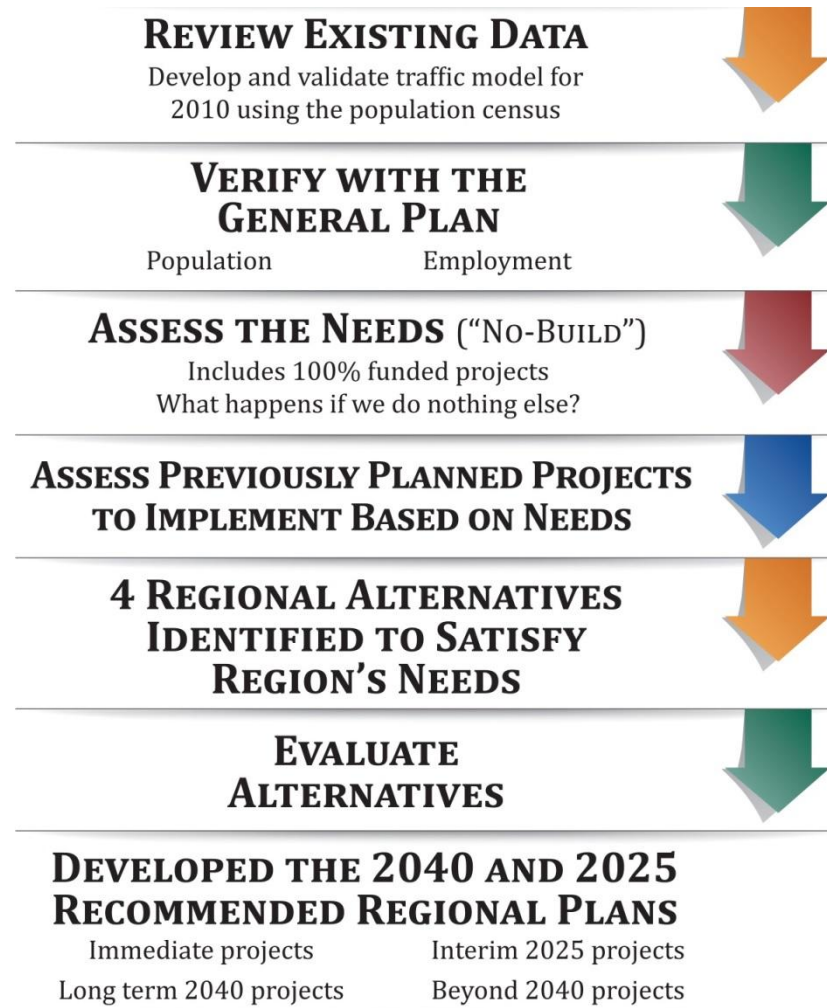 REVIEW EXISTING DATA
Develop and validate traffic model for
2010 using the population census
VERIFY WITH THE
GENERAL PLAN
Population Employment
ASSESS THE NEEDS (“NO-BUILD”)
Includes 100% funded projects
What happens if we do nothing else?
ASSESS PREVIOUSLY PLANNED PROJECTS
TO IMPLEMENT BASED ON NEEDS
4 REGIONAL ALTERNATIVES
IDENTIFIED TO SATISFY
REGION’S NEEDS
EVALUATE
ALTERNATIVES
DEVELOPED THE 2040 AND 2025
RECOMMENDED REGIONAL PLANS
Immediate projects Interim 2025 projects
Long term 2040 projects Beyond 2040 projects